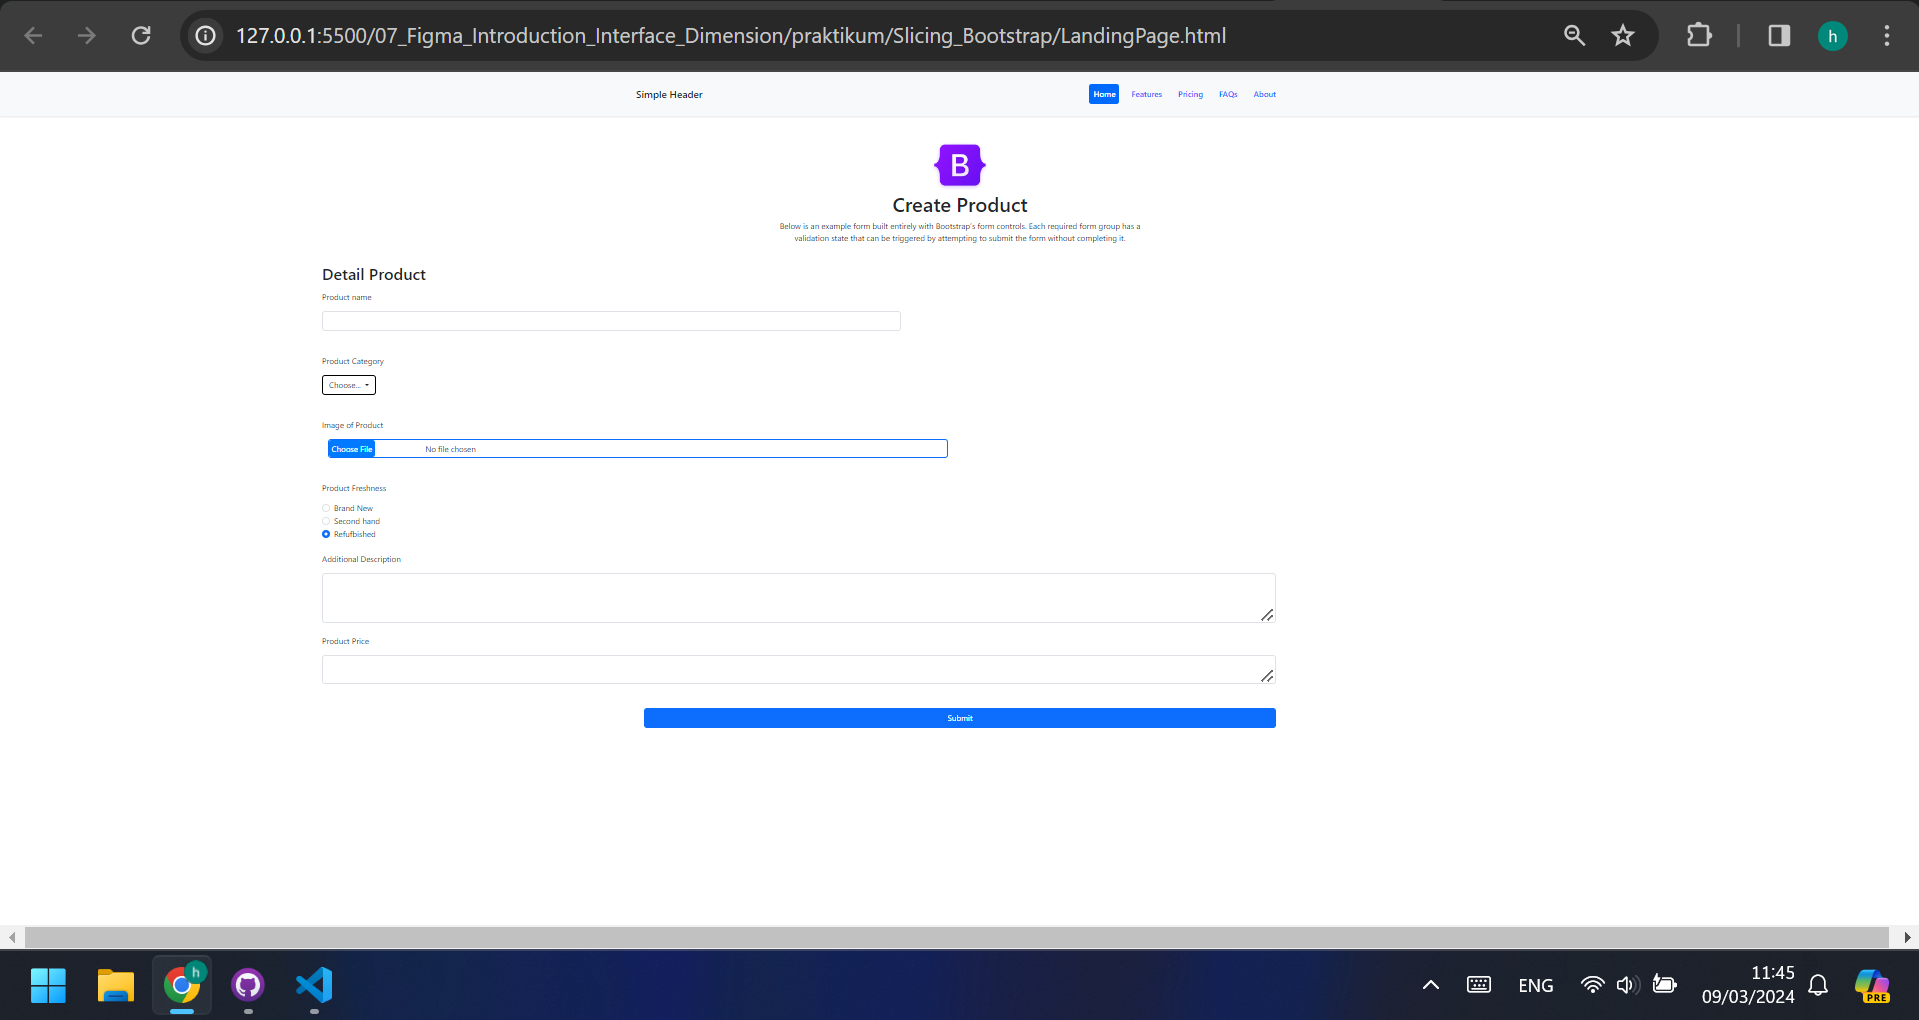 127.0.0.1:5500/07_Figma_Introduction_Interface_Dimension/praktikum/Slicing_Bootstrap/LandingPage.html
h
Simple Header
Home Features Pricing FAQs About
B
Create Product
Below is an example form built entirely with Bootstrap's form controls. Each required form group has a
validation state that can be triggered by attempting to submit the form without completing it.
Detail Product
Product name
Product Category
Choose...
Image of Product
Choose File No file chosen
Product Freshness
Brand New
Second hand
Refufbished
Additional Description
Product Price
Submit
h
ENG
11:45
09/03/2024
PRE